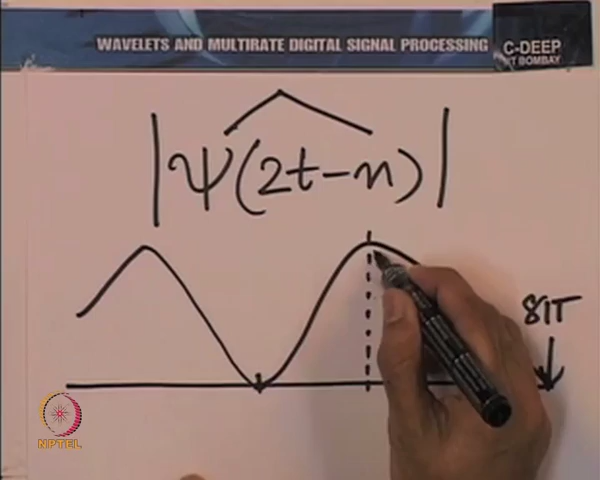 WAVELETS AND MULTIRATE DIGITAL SIGNAL PROCESSING
C-DEEP
IIT BOMBAY
|ψ(2t-n)|
8π
NPTEL